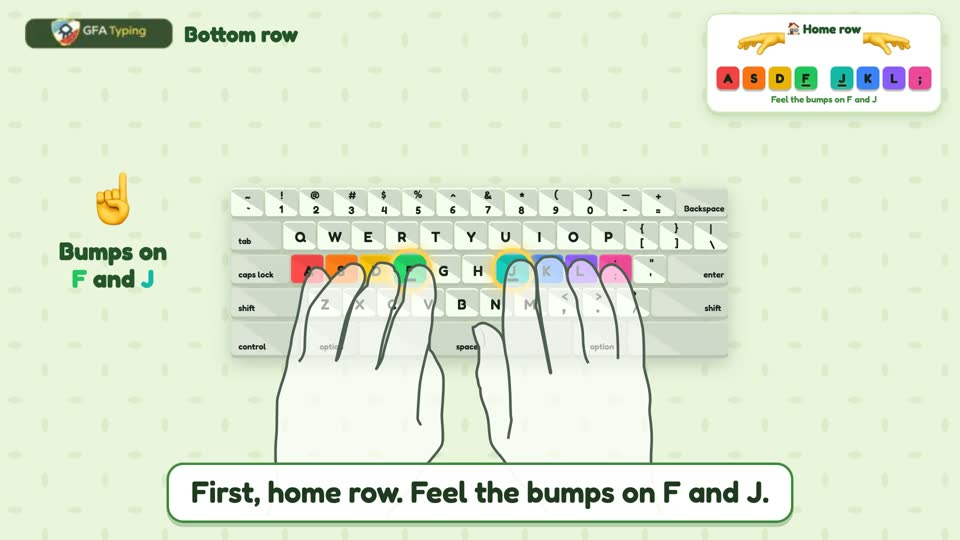 GFA Typing
Bottom row
🏠 Home row
A S D F J K L ;
Feel the bumps on F and J
Bumps on
F and J
~ ! @ # $ % ^ & * ( ) — +
` 1 2 3 4 5 6 7 8 9 0 - = Backspace
tab Q W E R T Y U I O P { [ } ] | \
caps lock A S D F G H J K L : ; " ' enter
shift Z X C V B N M < , > . ? / shift
control option space option
First, home row. Feel the bumps on F and J.